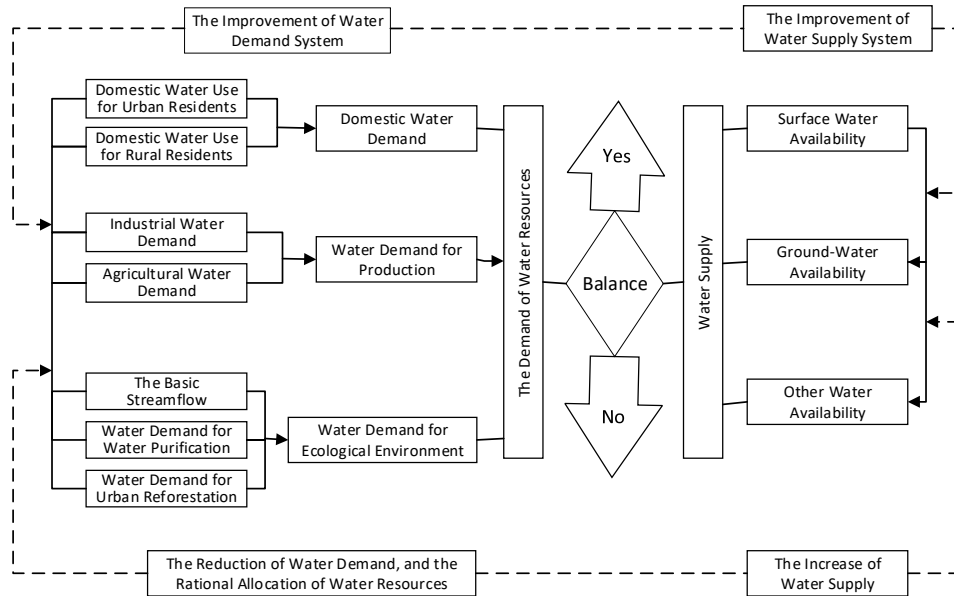 The Improvement of Water
Demand System
The Improvement of
Water Supply System
Domestic Water Use
for Urban Residents
Domestic Water Use
for Rural Residents
Domestic Water
Demand
Industrial Water
Demand
Agricultural Water
Demand
Water Demand for
Production
The Basic
Streamflow
Water Demand for
Water Purification
Water Demand for
Urban Reforestation
Water Demand for
Ecological Environment
The Demand of Water Resources
Yes
Balance
No
Water Supply
Surface Water
Availability
Ground-Water
Availability
Other Water
Availability
The Reduction of Water Demand, and the
Rational Allocation of Water Resources
The Increase of
Water Supply